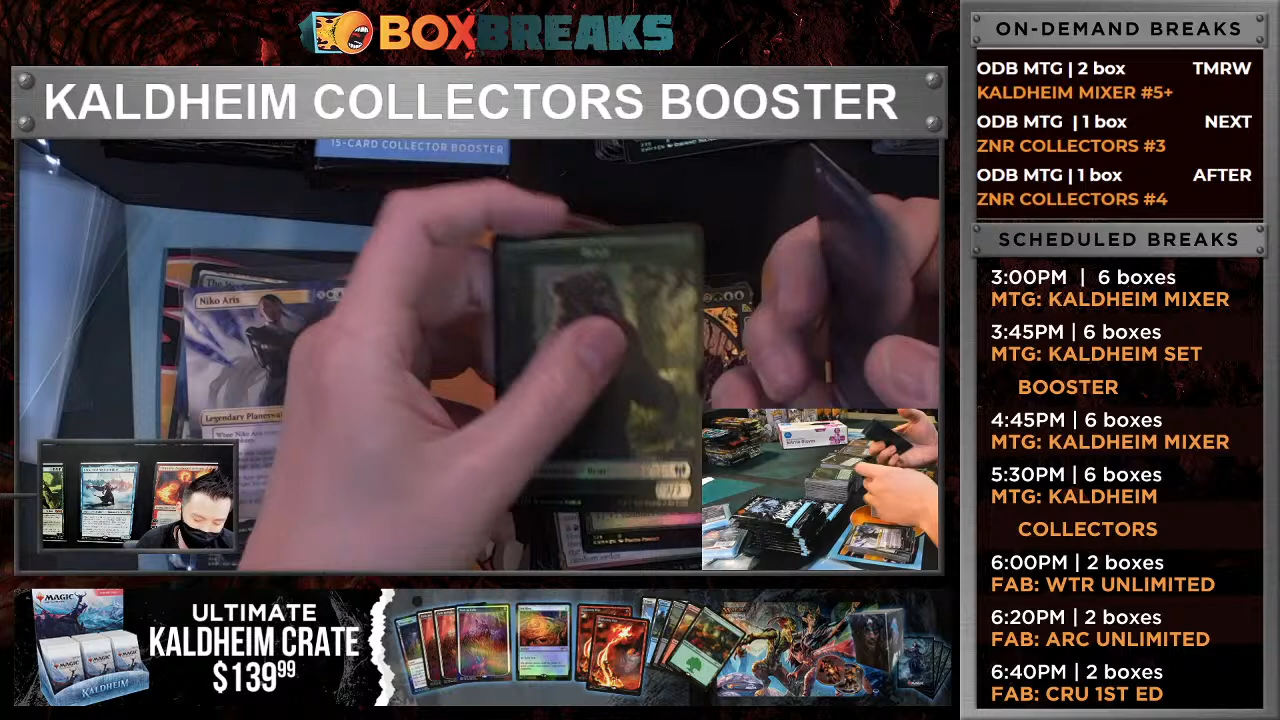 BOXBREAKS
KALDHEIM COLLECTORS BOOSTER
15-CARD COLLECTOR BOOSTER
Niko Aris
Legendary Planeswal
Bear
ULTIMATE
KALDHEIM CRATE
$139.99
MAGIC
KALDHEIM
ON-DEMAND BREAKS
ODB MTG | 2 box TMRW
KALDHEIM MIXER #5+
ODB MTG | 1 box NEXT
ZNR COLLECTORS #3
ODB MTG | 1 box AFTER
ZNR COLLECTORS #4
SCHEDULED BREAKS
3:00PM | 6 boxes
MTG: KALDHEIM MIXER
3:45PM | 6 boxes
MTG: KALDHEIM SET
BOOSTER
4:45PM | 6 boxes
MTG: KALDHEIM MIXER
5:30PM | 6 boxes
MTG: KALDHEIM
COLLECTORS
6:00PM | 2 boxes
FAB: WTR UNLIMITED
6:20PM | 2 boxes
FAB: ARC UNLIMITED
6:40PM | 2 boxes
FAB: CRU 1ST ED